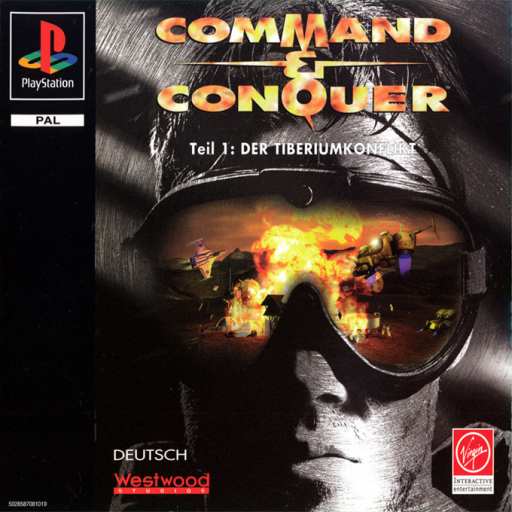 COMMAND
&
CONQUER
PlayStation
PAL
Teil 1: DER TIBERIUMKONFLIKT
DEUTSCH
Westwood
STUDIOS
Virgin
INTERACTIVE
entertainment
5028587081019